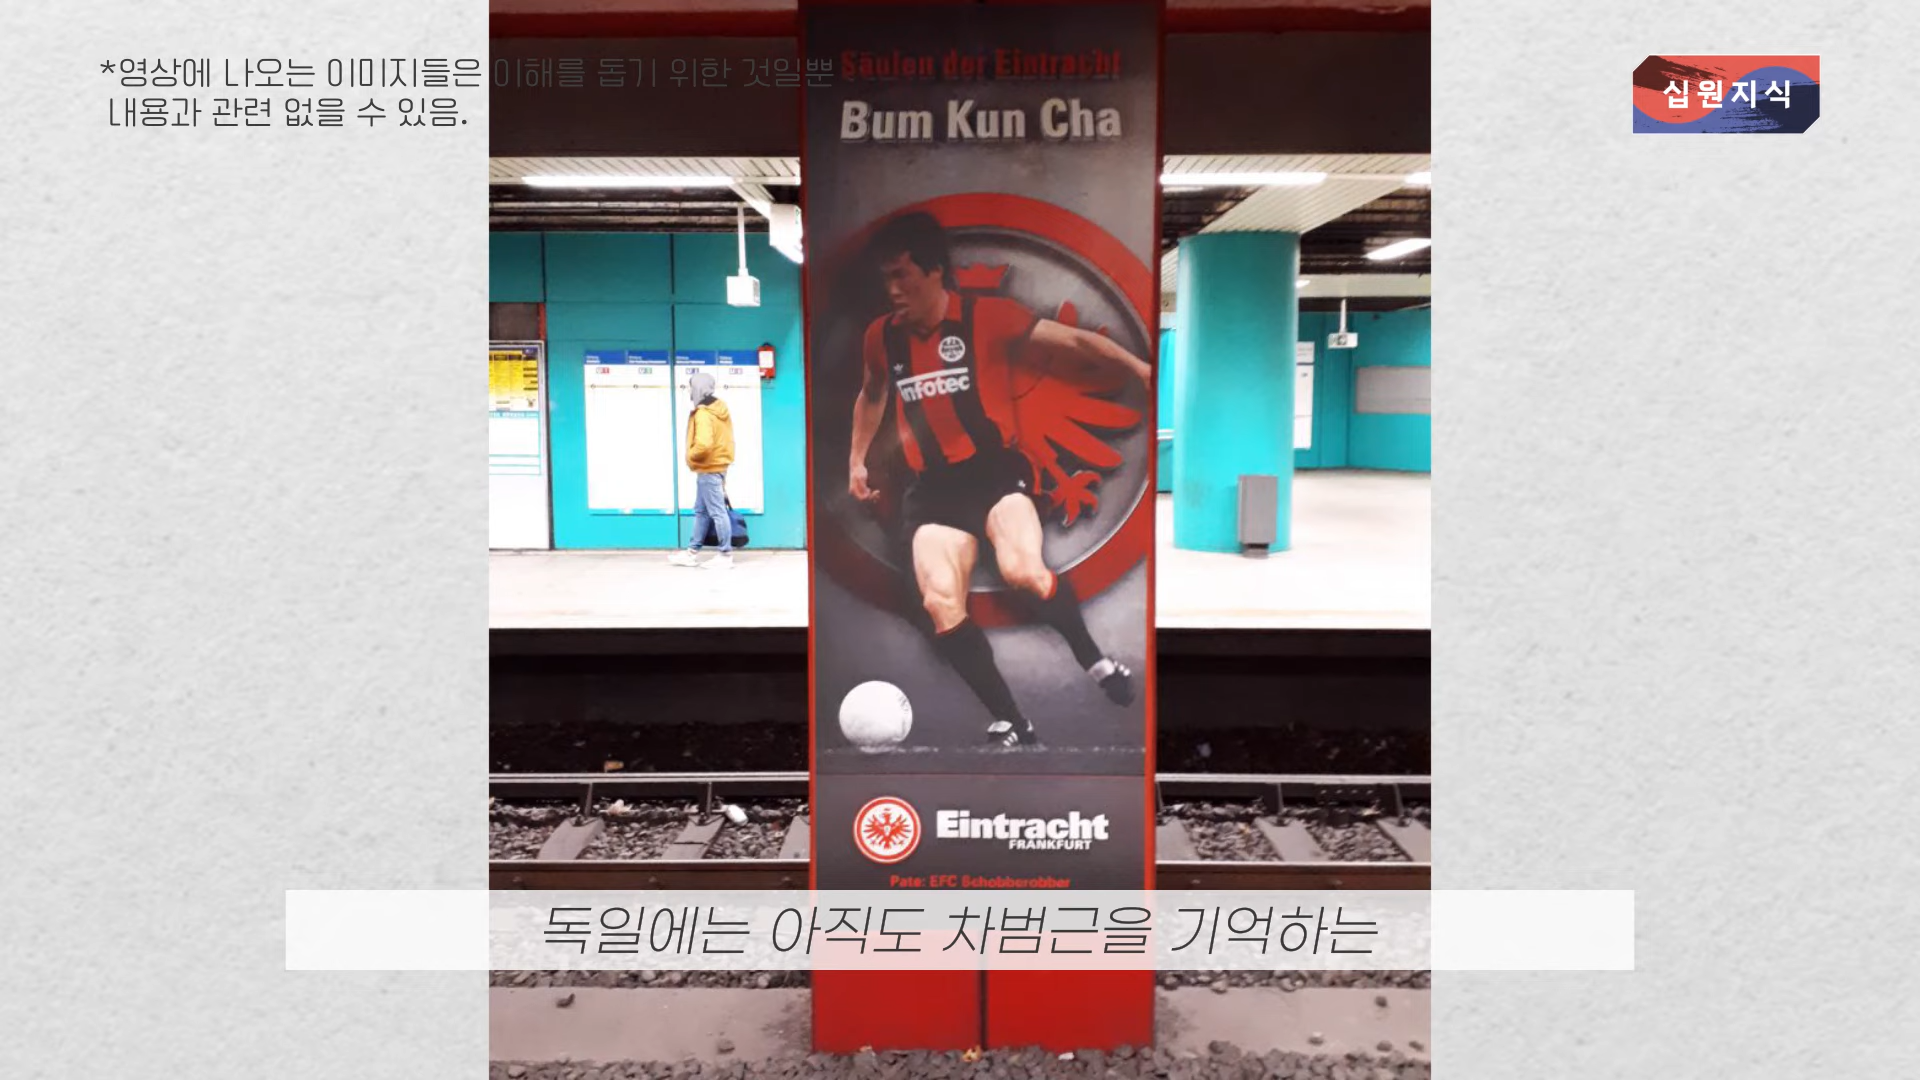 *영상에 나오는 이미지들은 이해를 돕기 위한 것일뿐
내용과 관련 없을 수 있음.
십원지식
Säulen der Eintracht
Bum Kun Cha
infotec
Eintracht
FRANKFURT
Pate: EFC Schobberobber
독일에는 아직도 차범근을 기억하는